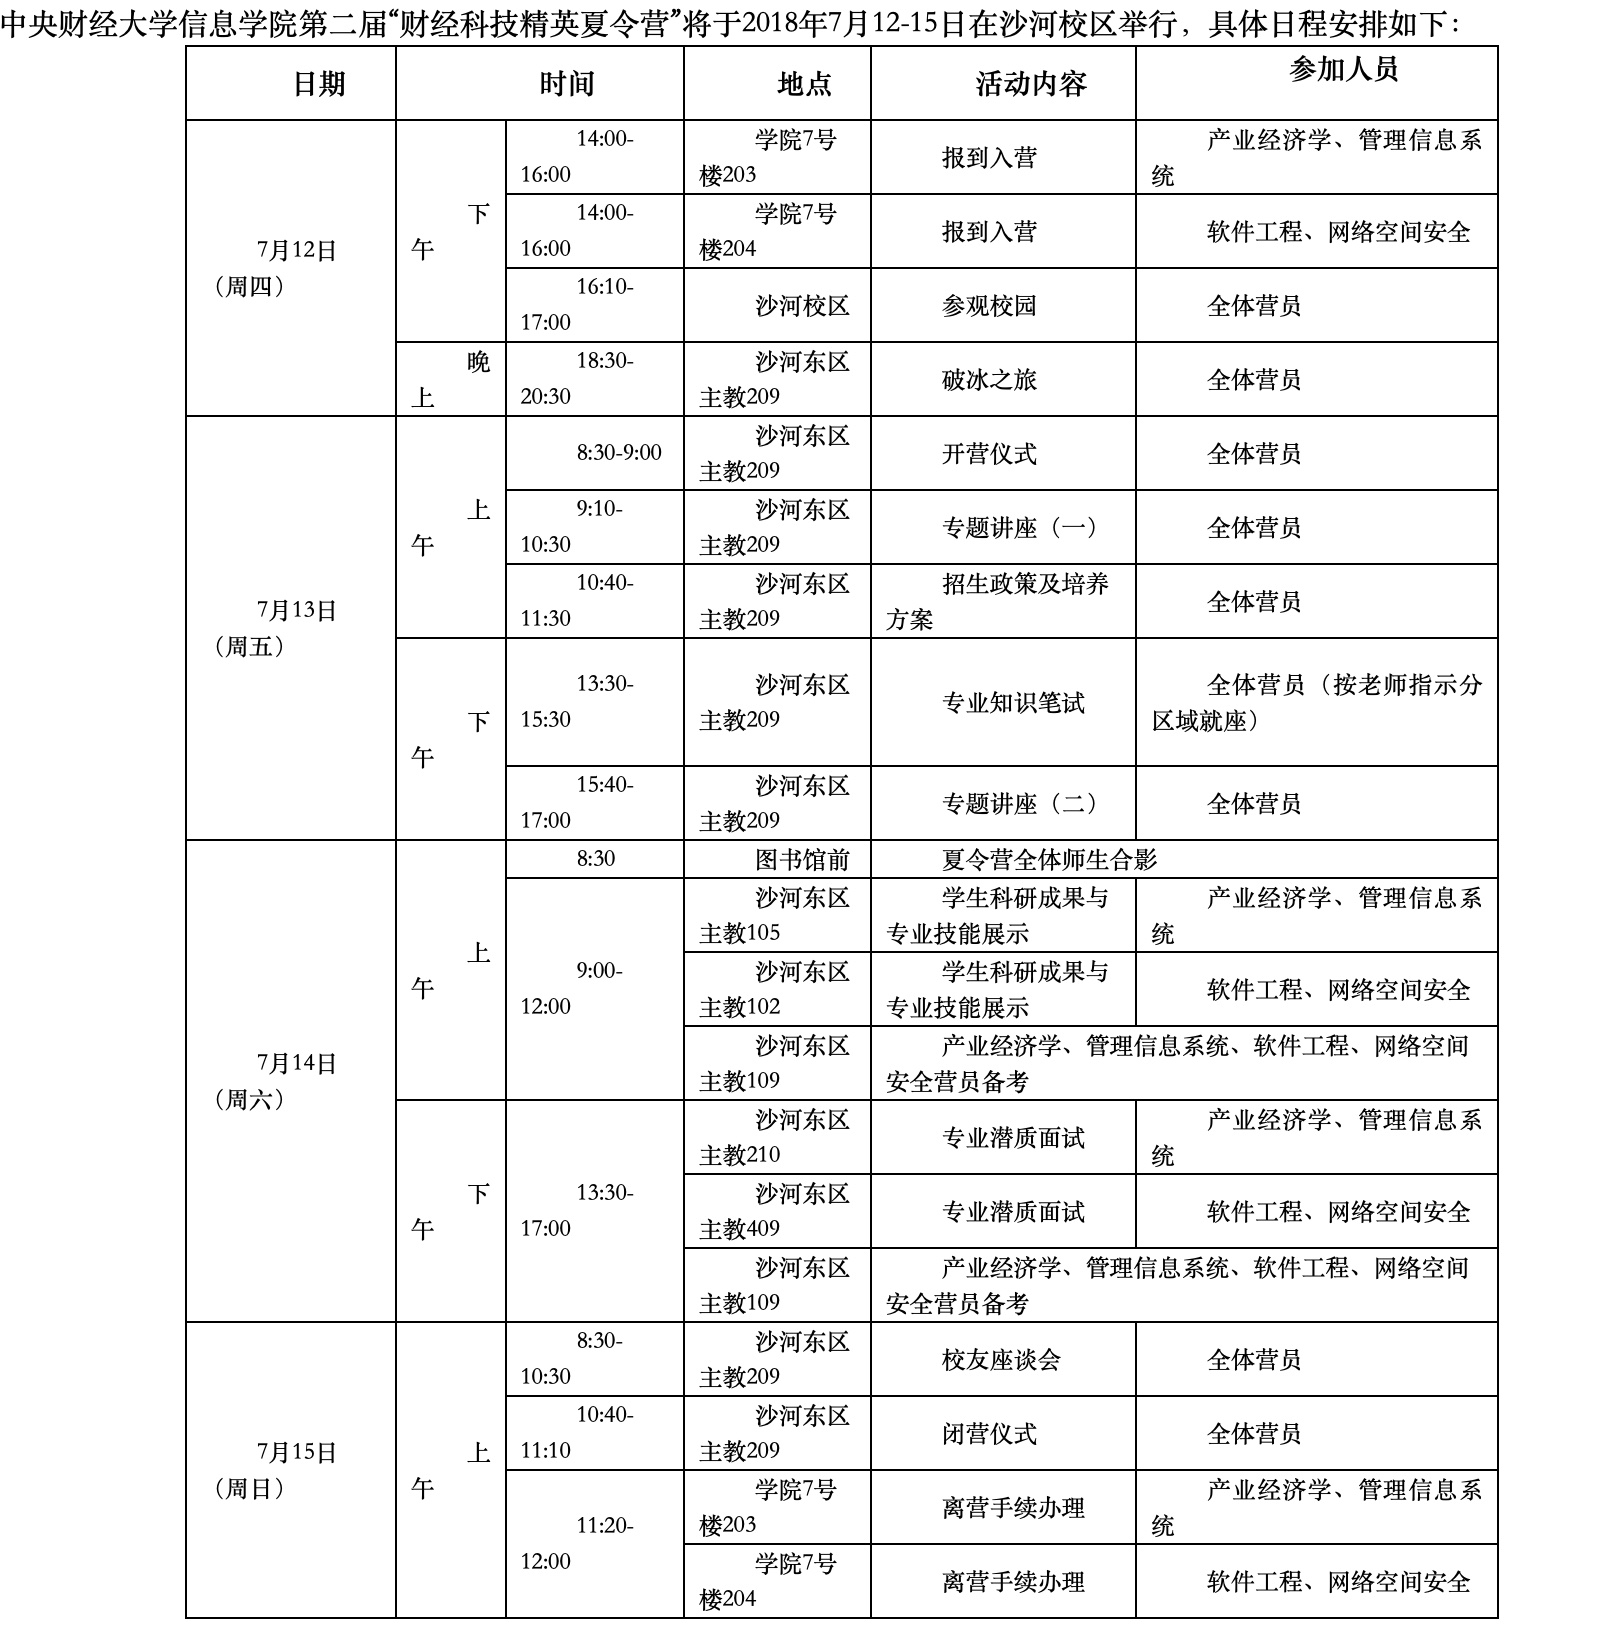 中央财经大学信息学院第二届“财经科技精英夏令营”将于2018年7月12-15日在沙河校区举行，具体日程安排如下：
日期 时间 地点 活动内容 参加人员
7月12日
（周四）
下
午
14:00-
16:00
学院7号
楼203
报到入营
产业经济学、管理信息系
统
14:00-
16:00
学院7号
楼204
报到入营
软件工程、网络空间安全
16:10-
17:00
沙河校区
参观校园
全体营员
晚
上
18:30-
20:30
沙河东区
主教209
破冰之旅
全体营员
7月13日
（周五）
上
午
8:30-9:00
沙河东区
主教209
开营仪式
全体营员
9:10-
10:30
沙河东区
主教209
专题讲座（一）
全体营员
10:40-
11:30
沙河东区
主教209
招生政策及培养
方案
全体营员
下
午
13:30-
15:30
沙河东区
主教209
专业知识笔试
全体营员（按老师指示分
区域就座）
15:40-
17:00
沙河东区
主教209
专题讲座（二）
全体营员
7月14日
（周六）
上
午
8:30
图书馆前
夏令营全体师生合影
9:00-
12:00
沙河东区
主教105
学生科研成果与
专业技能展示
产业经济学、管理信息系
统
沙河东区
主教102
学生科研成果与
专业技能展示
软件工程、网络空间安全
沙河东区
主教109
产业经济学、管理信息系统、软件工程、网络空间
安全营员备考
下
午
13:30-
17:00
沙河东区
主教210
专业潜质面试
产业经济学、管理信息系
统
沙河东区
主教409
专业潜质面试
软件工程、网络空间安全
沙河东区
主教109
产业经济学、管理信息系统、软件工程、网络空间
安全营员备考
7月15日
（周日）
上
午
8:30-
10:30
沙河东区
主教209
校友座谈会
全体营员
10:40-
11:10
沙河东区
主教209
闭营仪式
全体营员
11:20-
12:00
学院7号
楼203
离营手续办理
产业经济学、管理信息系
统
学院7号
楼204
离营手续办理
软件工程、网络空间安全